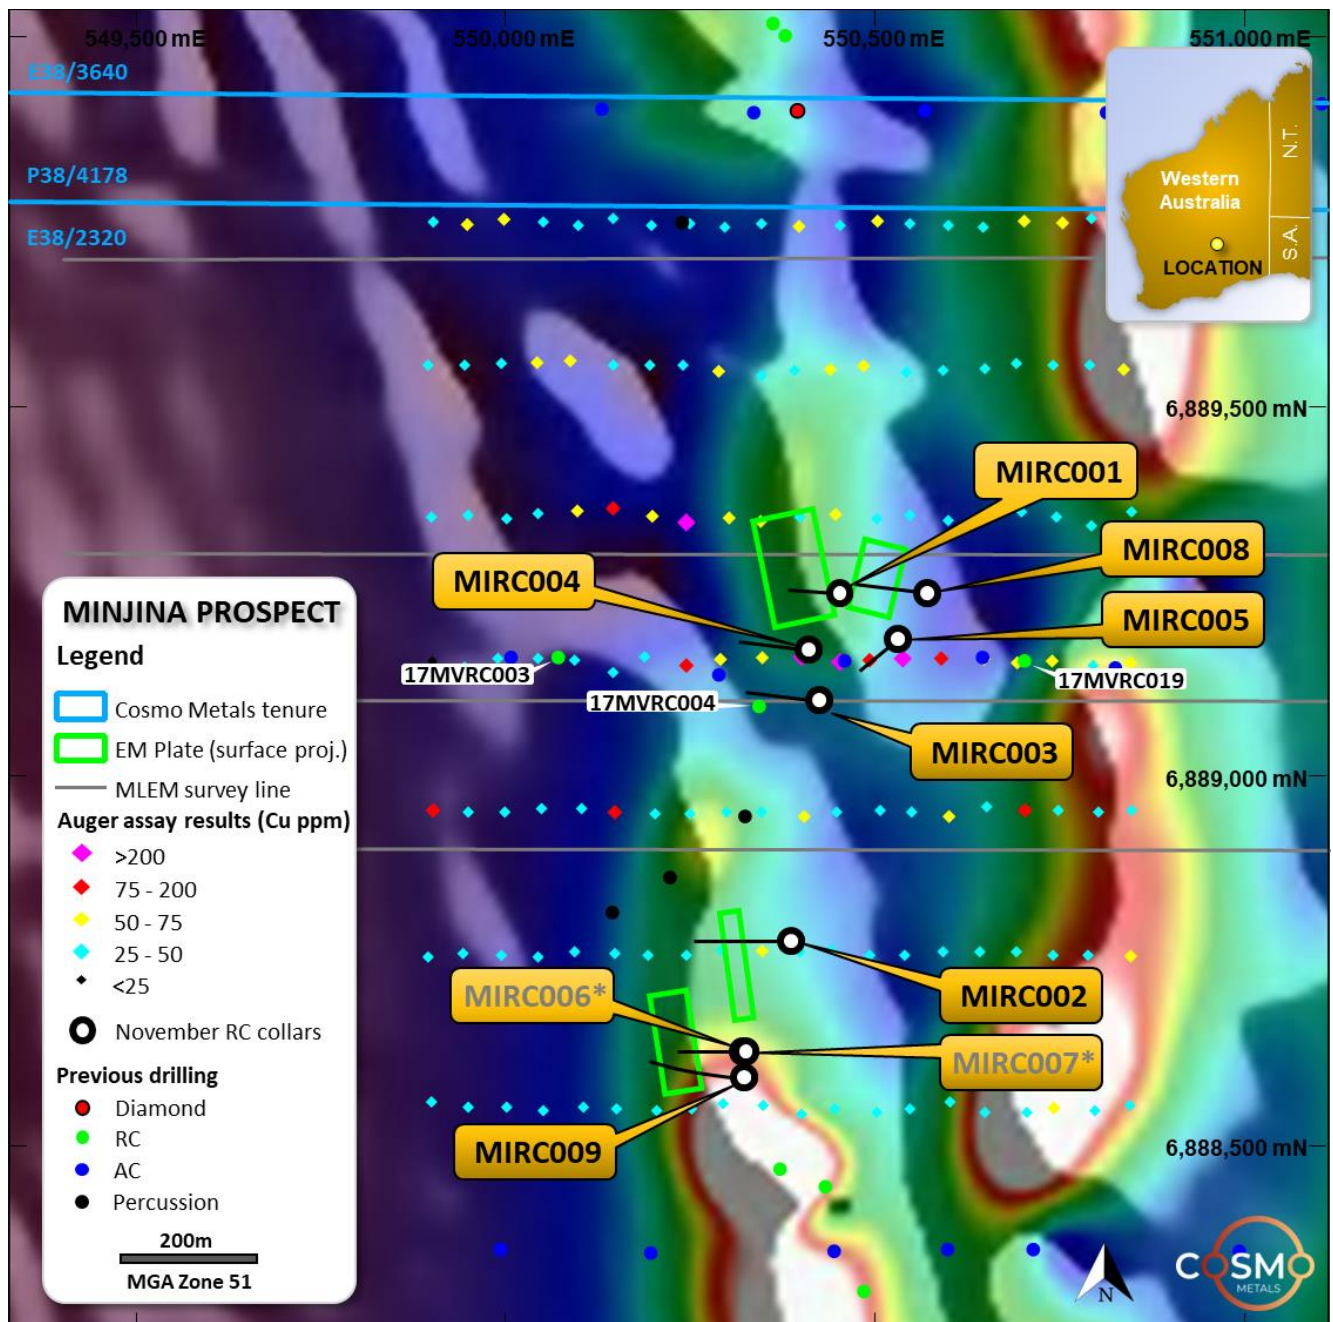 549,500 mE
550,000 mE
550,500 mE
551,000 mE
E38/3640
P38/4178
E38/2320
N.T.
Western
Australia
S.A.
LOCATION
6,889,500 mN
MIRC001
MIRC008
MIRC004
MIRC005
17MVRC003
17MVRC019
17MVRC004
MIRC003
6,889,000 mN
MIRC006*
MIRC002
MIRC007*
MIRC009
6,888,500 mN
MINJINA PROSPECT
Legend
Cosmo Metals tenure
EM Plate (surface proj.)
MLEM survey line
Auger assay results (Cu ppm)
>200
75 - 200
50 - 75
25 - 50
<25
November RC collars
Previous drilling
Diamond
RC
AC
Percussion
200m
MGA Zone 51
N
COSMO
METALS